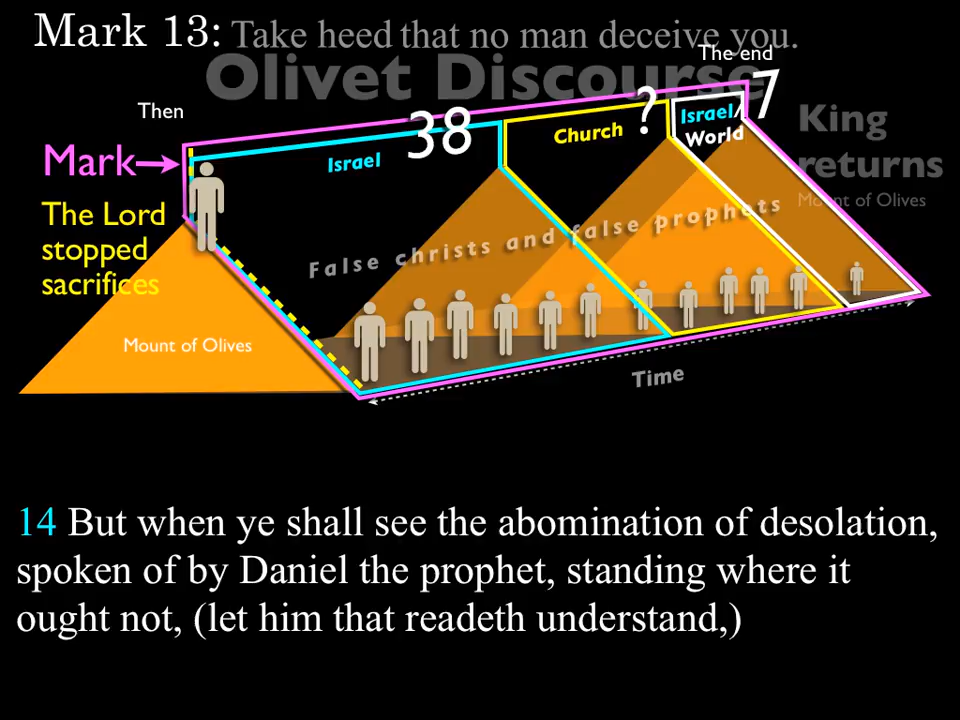 Mark 13: Take heed that no man deceive you.
Olivet Discourse
The end
Then
38
?
7
Israel
Church
Israel/
World
King
returns
Mount of Olives
Mark
The Lord
stopped
sacrifices
False christs and false prophets
Mount of Olives
Time
14 But when ye shall see the abomination of desolation,
spoken of by Daniel the prophet, standing where it
ought not, (let him that readeth understand,)